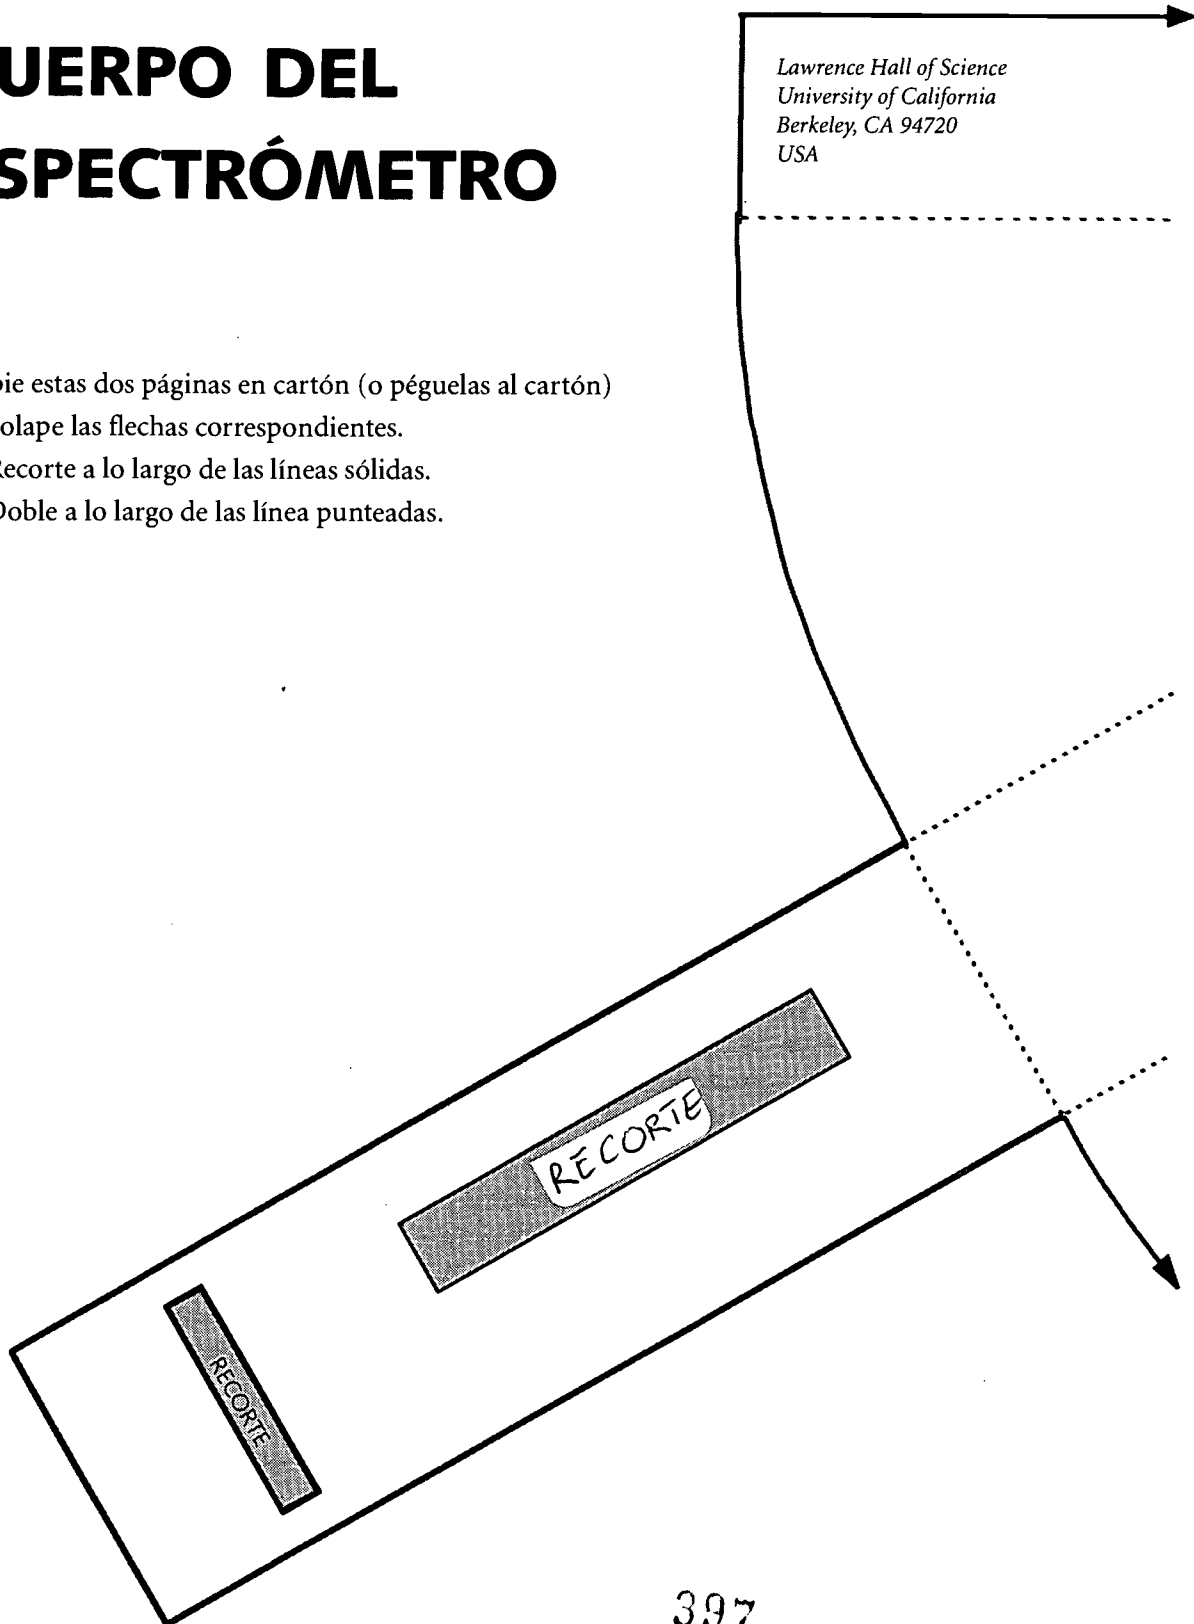 UERPO DEL
SPECTRÓMETRO
Lawrence Hall of Science
University of California
Berkeley, CA 94720
USA
ie estas dos páginas en cartón (o péguelas al cartón)
olape las flechas correspondientes.
Recorte a lo largo de las líneas sólidas.
Doble a lo largo de las línea punteadas.
RECORTE
RECORTE
397